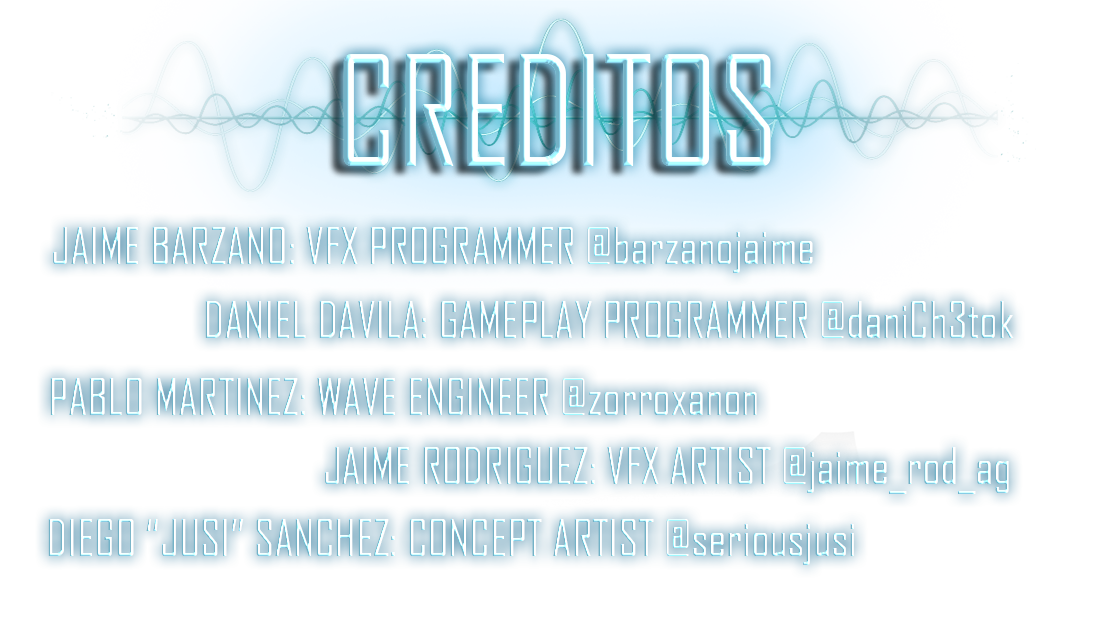 CREDITOS
JAIME BARZANO: VFX PROGRAMMER @barzanojaime
DANIEL DAVILA: GAMEPLAY PROGRAMMER @daniCh3tok
PABLO MARTINEZ: WAVE ENGINEER @zorroxanon
JAIME RODRIGUEZ: VFX ARTIST @jaime_rod_ag
DIEGO “JUSI” SANCHEZ: CONCEPT ARTIST @seriousjusi